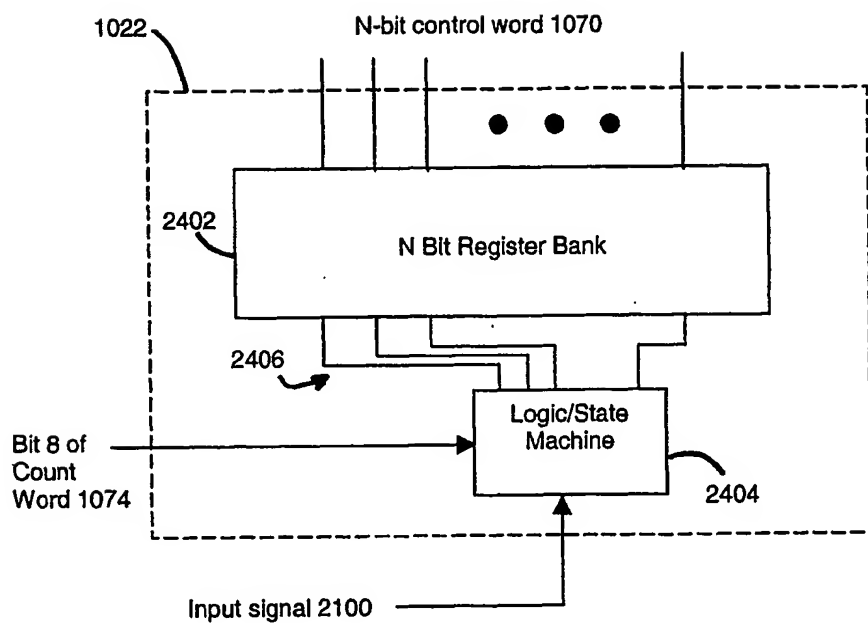 1022
N-bit control word 1070
2402
N Bit Register Bank
2406
Logic/State
Machine
Bit 8 of
Count
Word 1074
2404
Input signal 2100